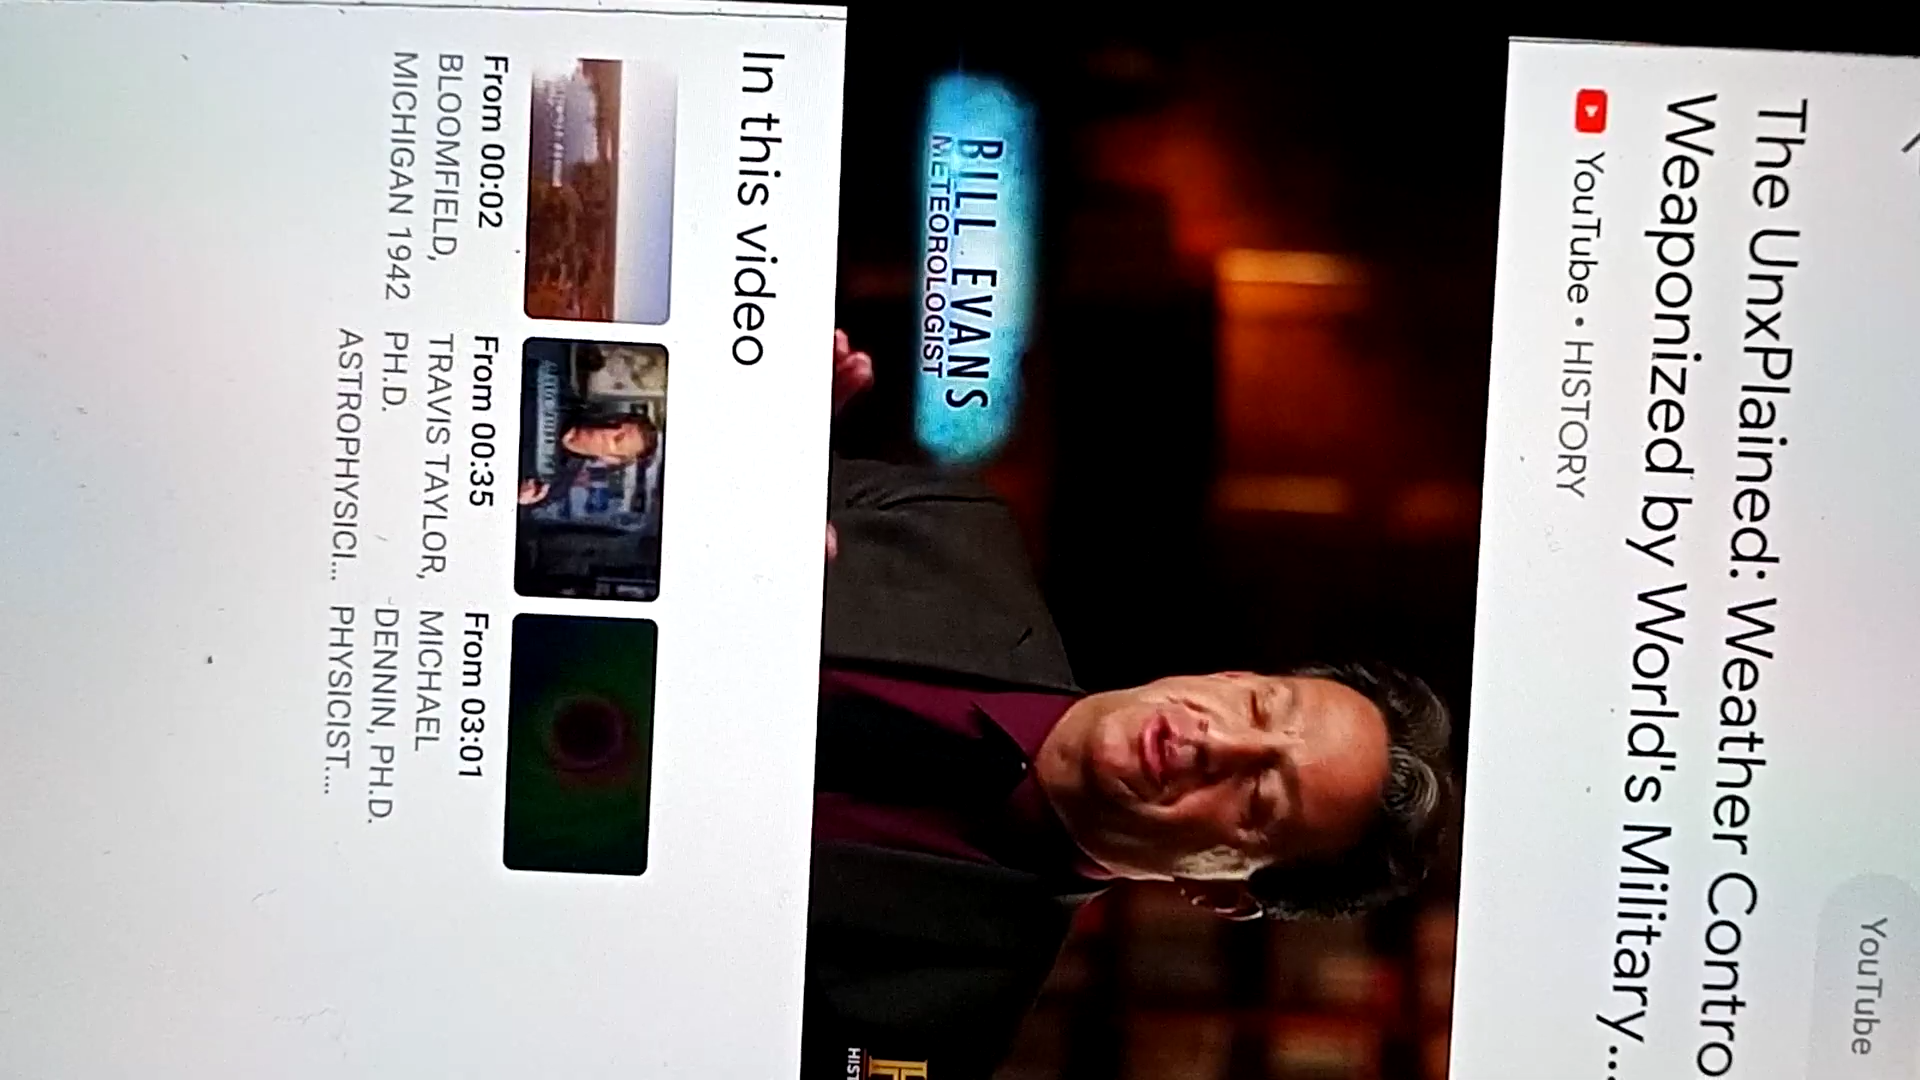 YouTube
The UnxPlained: Weather Contro
Weaponized by World's Military...
YouTube • HISTORY
BILL EVANS
METEOROLOGIST
H
HIST
In this video
From 00:02
BLOOMFIELD,
MICHIGAN 1942
From 00:35
TRAVIS TAYLOR,
PH.D.
ASTROPHYSICI...
From 03:01
MICHAEL
DENNIN, PH.D.
PHYSICIST....